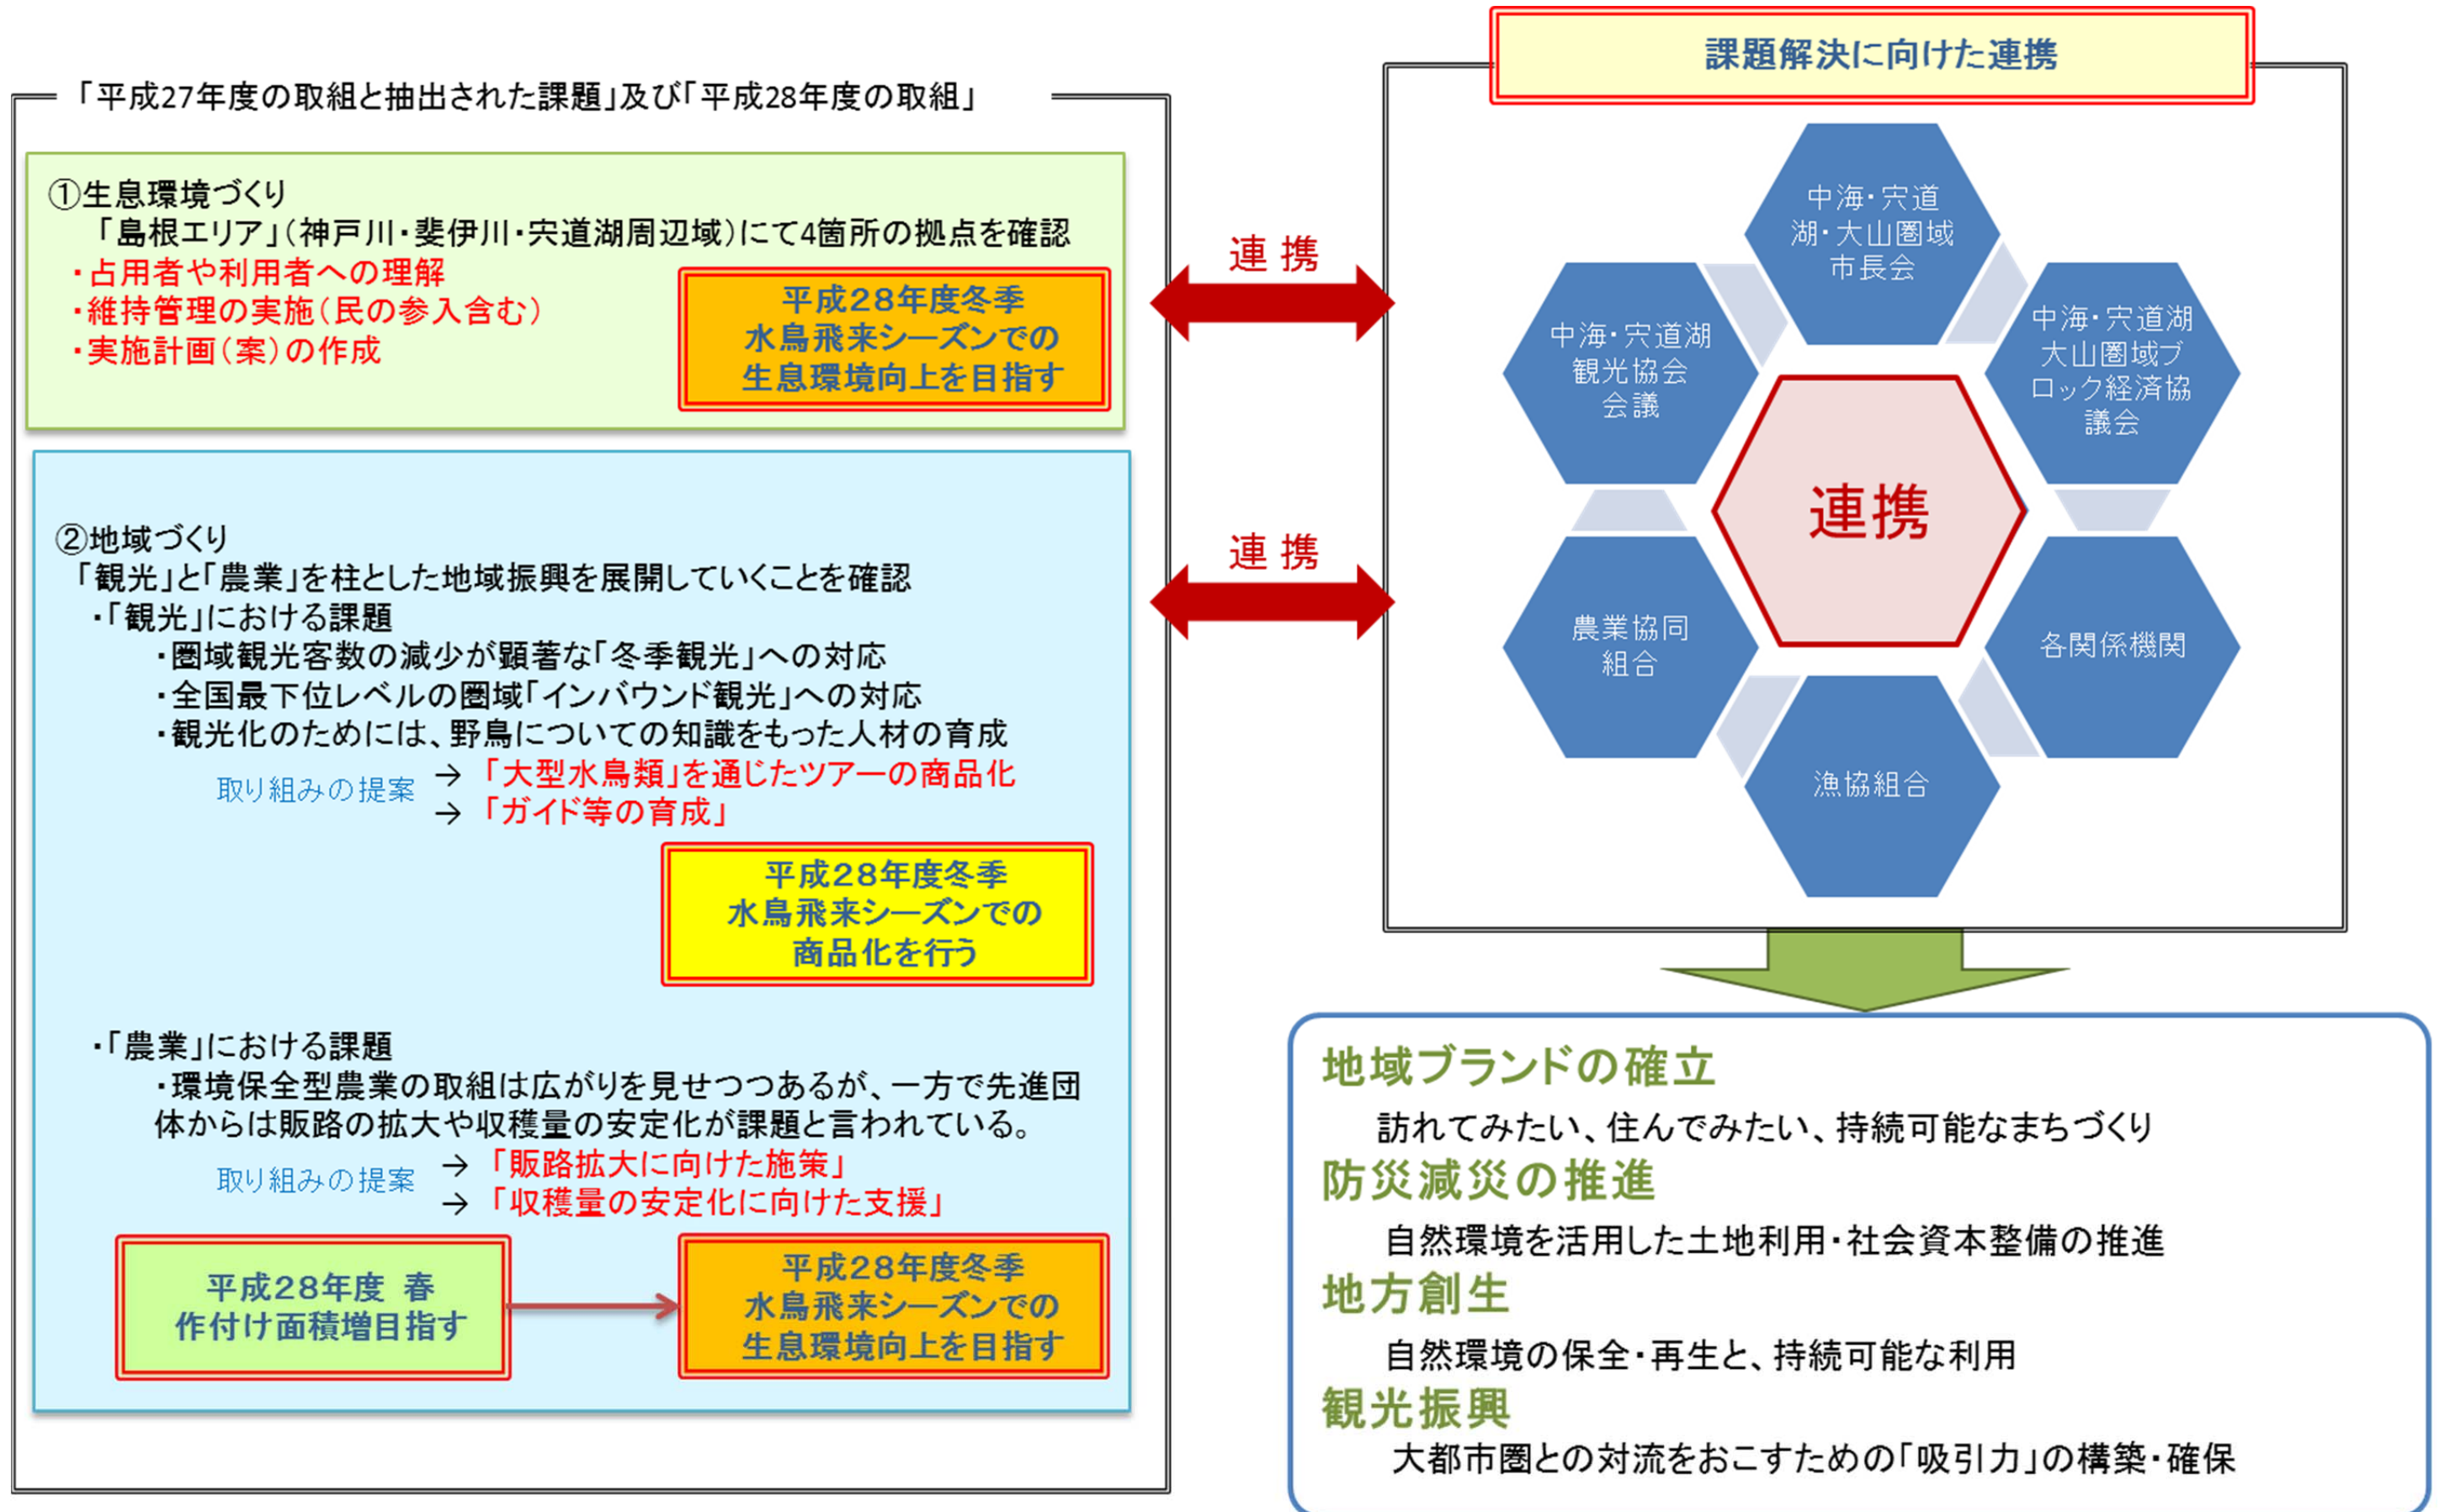 「平成27年度の取組と抽出された課題」及び「平成28年度の取組」
①生息環境づくり
「島根エリア」(神戸川・斐伊川・宍道湖周辺域)にて4箇所の拠点を確認
・占用者や利用者への理解
・維持管理の実施(民の参入含む)
・実施計画(案)の作成
平成28年度冬季
水鳥飛来シーズンでの
生息環境向上を目指す
②地域づくり
「観光」と「農業」を柱とした地域振興を展開していくことを確認
・「観光」における課題
・圏域観光客数の減少が顕著な「冬季観光」への対応
・全国最下位レベルの圏域「インバウンド観光」への対応
・観光化のためには、野鳥についての知識をもった人材の育成
取り組みの提案
→ 「大型水鳥類」を通じたツアーの商品化
→ 「ガイド等の育成」
平成28年度冬季
水鳥飛来シーズンでの
商品化を行う
・「農業」における課題
・環境保全型農業の取組は広がりを見せつつあるが、一方で先進団
体からは販路の拡大や収穫量の安定化が課題と言われている。
取り組みの提案
→ 「販路拡大に向けた施策」
→ 「収穫量の安定化に向けた支援」
平成28年度 春
作付け面積増目指す
平成28年度冬季
水鳥飛来シーズンでの
生息環境向上を目指す
連 携
連 携
課題解決に向けた連携
中海・宍道
湖・大山圏域
市長会
中海・宍道湖
大山圏域ブ
ロック経済協
議会
各関係機関
漁協組合
農業協同
組合
中海・宍道湖
観光協会
会議
連携
地域ブランドの確立
訪れてみたい、住んでみたい、持続可能なまちづくり
防災減災の推進
自然環境を活用した土地利用・社会資本整備の推進
地方創生
自然環境の保全・再生と、持続可能な利用
観光振興
大都市圏との対流をおこすための「吸引力」の構築・確保